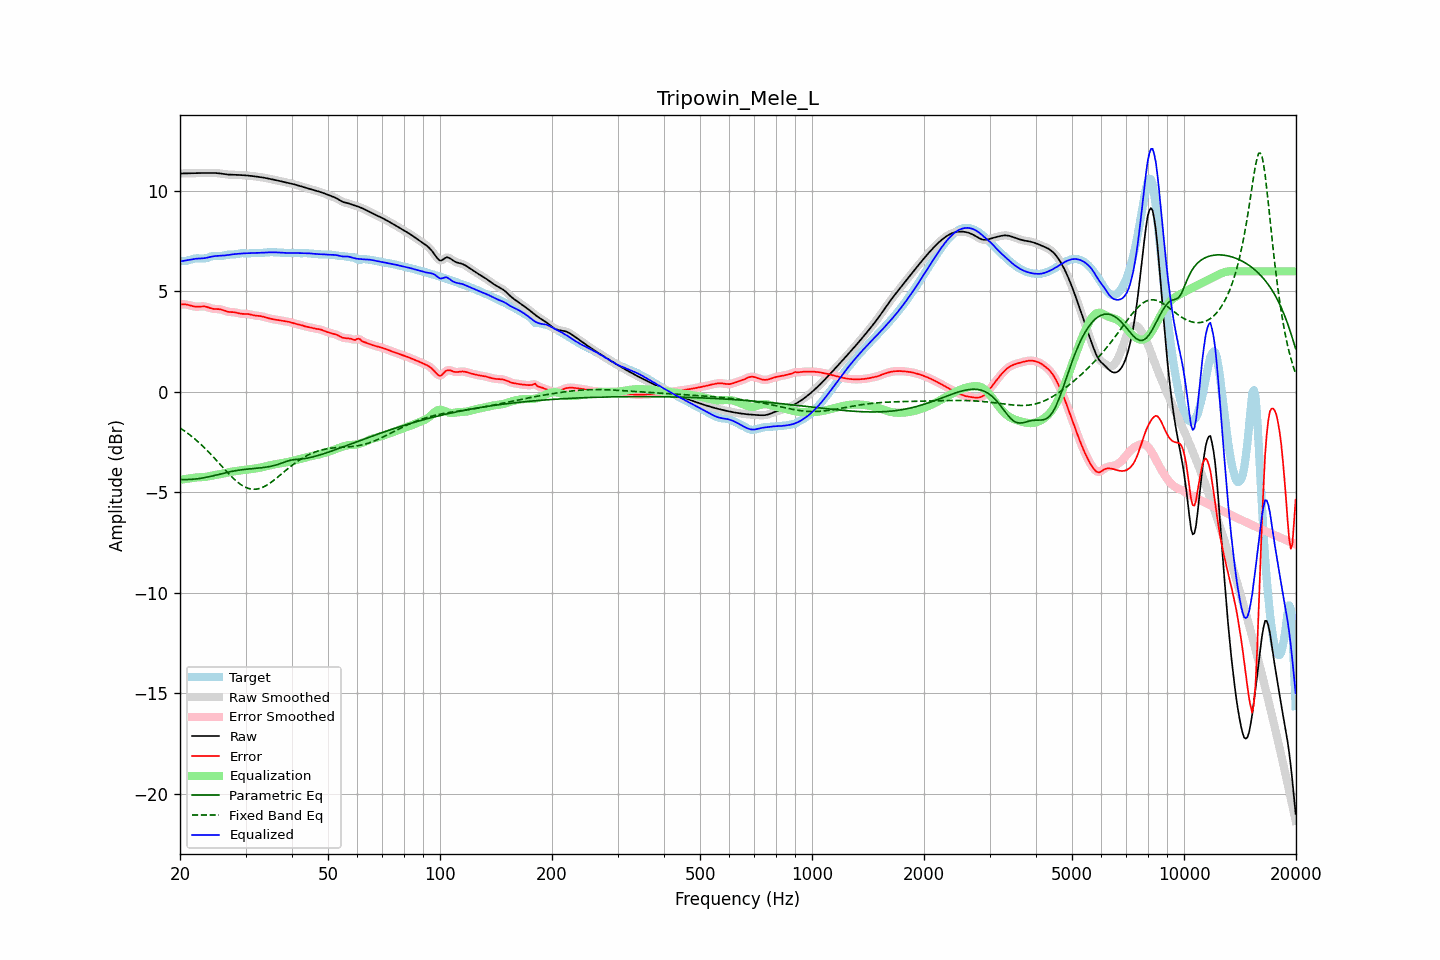 Tripowin_Mele_L
10
5
0
−5
−10
−15
−20
Amplitude (dBr)
Target
Raw Smoothed
Error Smoothed
Raw
Error
Equalization
Parametric Eq
Fixed Band Eq
Equalized
20 50 100 200 500 1000 2000 5000 10000 20000
Frequency (Hz)